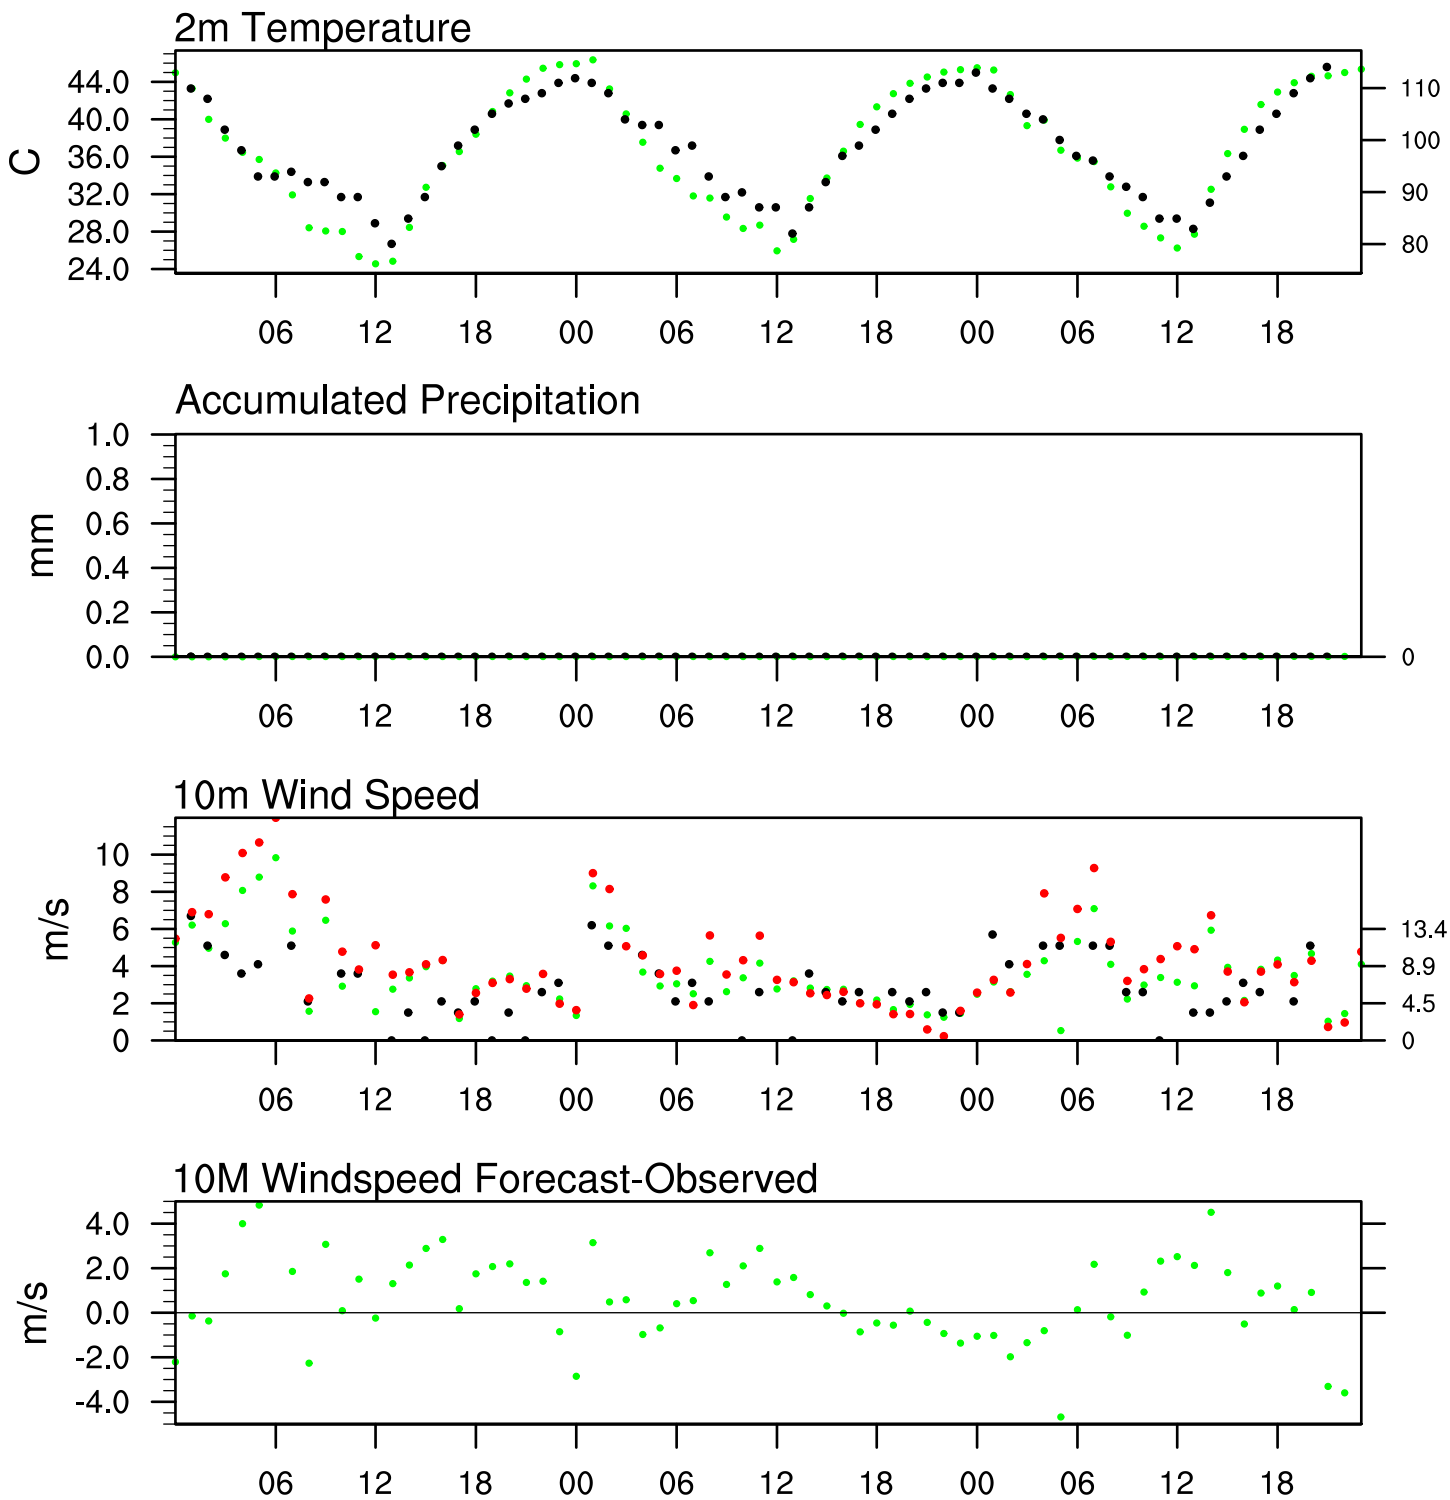 2m Temperature
44.0
40.0
36.0
32.0
28.0
24.0
C
110
100
90
80
06 12 18 00 06 12 18 00 06 12 18
Accumulated Precipitation
1.0
0.8
0.6
0.4
0.2
0.0
mm
0
06 12 18 00 06 12 18 00 06 12 18
10m Wind Speed
10
8
6
4
2
0
m/s
13.4
8.9
4.5
0
06 12 18 00 06 12 18 00 06 12 18
10M Windspeed Forecast-Observed
4.0
2.0
0.0
-2.0
-4.0
m/s
06 12 18 00 06 12 18 00 06 12 18